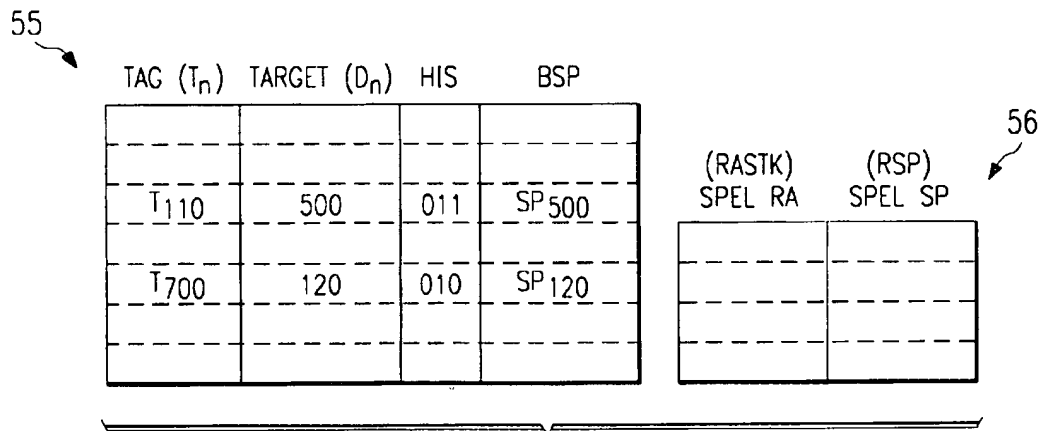 55
TAG (Tn) TARGET (Dn) HIS BSP
56
(RASTK) (RSP)
SPEL RA SPEL SP
T110 500 011 SP500
T700 120 010 SP120